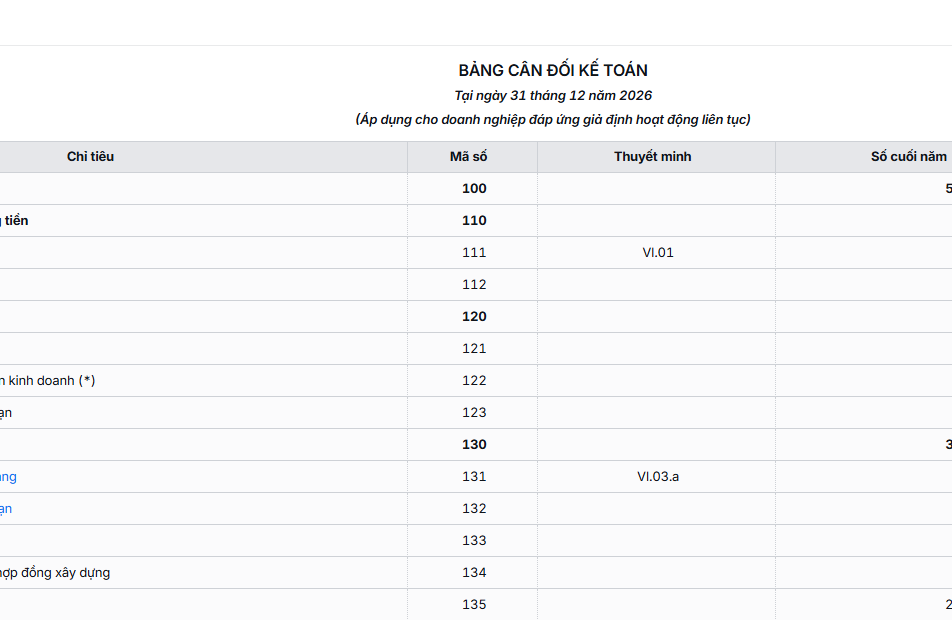 BẢNG CÂN ĐỐI KẾ TOÁN
Tại ngày 31 tháng 12 năm 2026
(Áp dụng cho doanh nghiệp đáp ứng giả định hoạt động liên tục)
Chỉ tiêu Mã số Thuyết minh Số cuối năm
100 5
tiền 110
111 VI.01
112
120
121
kinh doanh (*) 122
123
130 3
131 VI.03.a
132
133
hợp đồng xây dựng 134
135 2